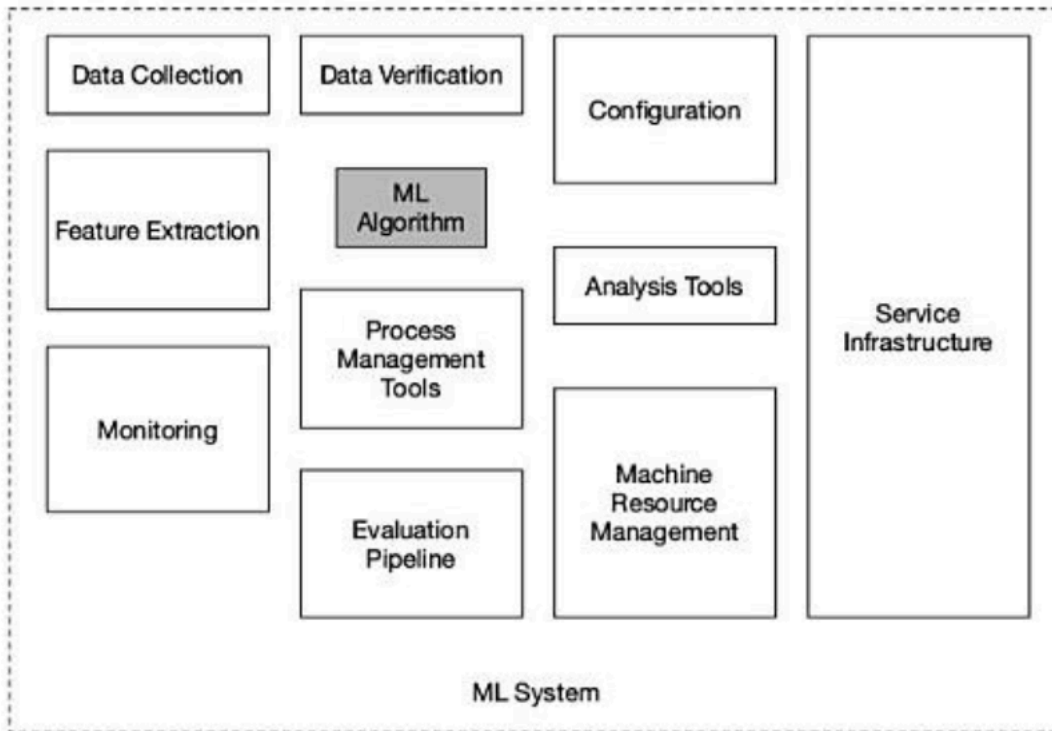 Data Collection
Data Verification
Configuration
ML
Algorithm
Feature Extraction
Analysis Tools
Service
Infrastructure
Process
Management
Tools
Monitoring
Machine
Resource
Management
Evaluation
Pipeline
ML System